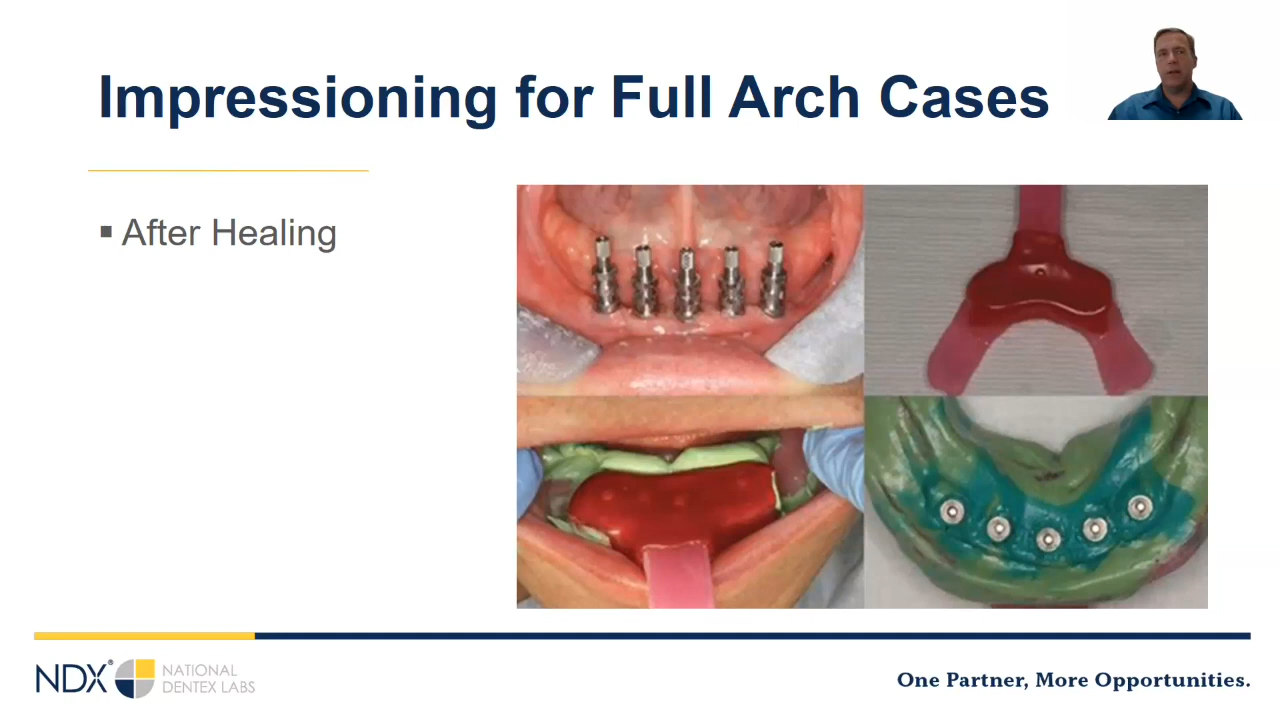 Impressioning for Full Arch Cases
▪ After Healing
NDX®
NATIONAL
DENTEX LABS
One Partner, More Opportunities.